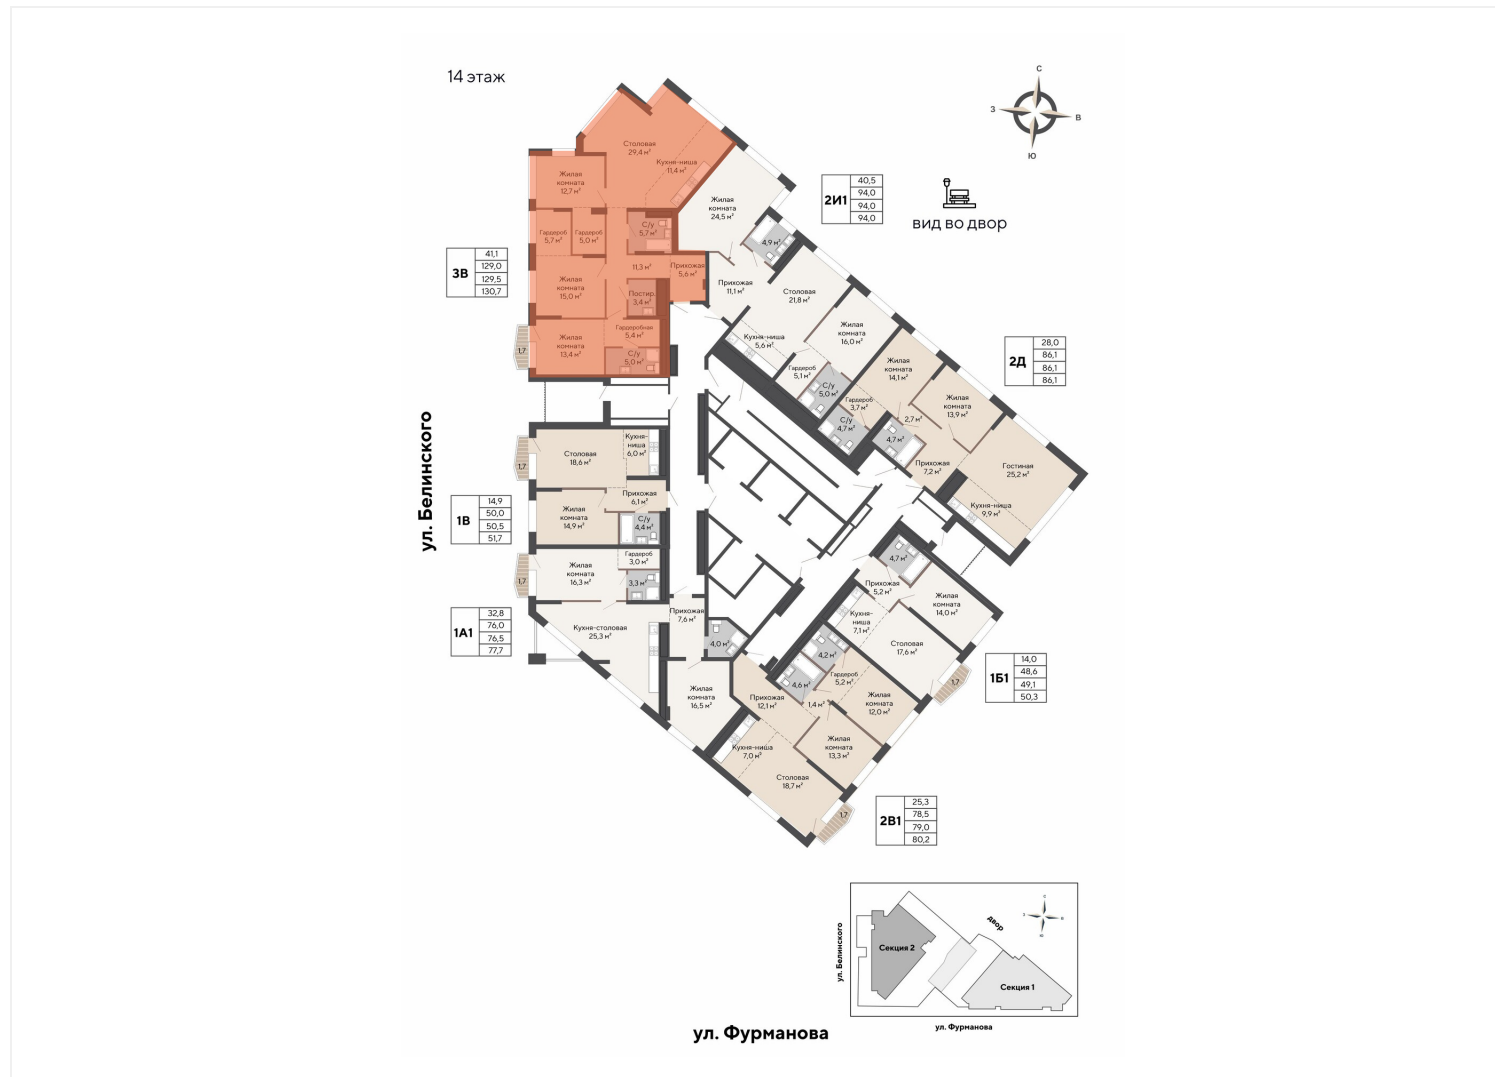 14 этаж
С
З
В
Ю
вид во двор
Столовая
29,4 м²
Кухня-ниша
11,4 м²
Жилая
комната
12,7 м²
Гардероб
5,7 м²
Гардероб
5,0 м²
С/у
5,7 м²
11,3 м²
Прихожая
5,6 м²
Жилая
комната
15,0 м²
Постир.
3,4 м²
Жилая
комната
13,4 м²
Гардеробная
5,4 м²
С/у
5,0 м²
1,7
3В
41,1
129,0
129,5
130,7
2И1
40,5
94,0
94,0
94,0
Жилая
комната
24,5 м²
4,9 м²
Прихожая
11,1 м²
Столовая
21,8 м²
Кухня-ниша
5,6 м²
Жилая
комната
16,0 м²
Гардероб
5,1 м²
С/у
5,0 м²
2Д
28,0
86,1
86,1
86,1
Жилая
комната
14,1 м²
Жилая
комната
13,9 м²
Гардероб
3,7 м²
2,7 м²
С/у
4,7 м²
4,7 м²
Прихожая
7,2 м²
Гостиная
25,2 м²
Кухня-ниша
9,9 м²
ул. Белинского
1В
14,9
50,0
50,5
51,7
1,7
Столовая
18,6 м²
Кухня-
ниша
6,0 м²
Прихожая
6,1 м²
Жилая
комната
14,9 м²
С/у
4,4 м²
1А1
32,8
76,0
76,5
77,7
1,7
Жилая
комната
16,3 м²
Гардероб
3,0 м²
3,3 м²
Кухня-столовая
25,3 м²
Прихожая
7,6 м²
4,0 м²
Жилая
комната
16,5 м²
4,7 м²
Прихожая
5,2 м²
Жилая
комната
14,0 м²
Кухня-
ниша
7,1 м²
Столовая
17,6 м²
1,7
1Б1
14,0
48,6
49,1
50,3
4,2 м²
4,6 м²
Гардероб
5,2 м²
Прихожая
12,1 м²
1,4 м²
Жилая
комната
12,0 м²
Жилая
комната
13,3 м²
Кухня-ниша
7,0 м²
Столовая
18,7 м²
1,7
2В1
25,3
78,5
79,0
80,2
ул. Белинского
Секция 2
двор
С
З
В
Ю
Секция 1
ул. Фурманова
ул. Фурманова